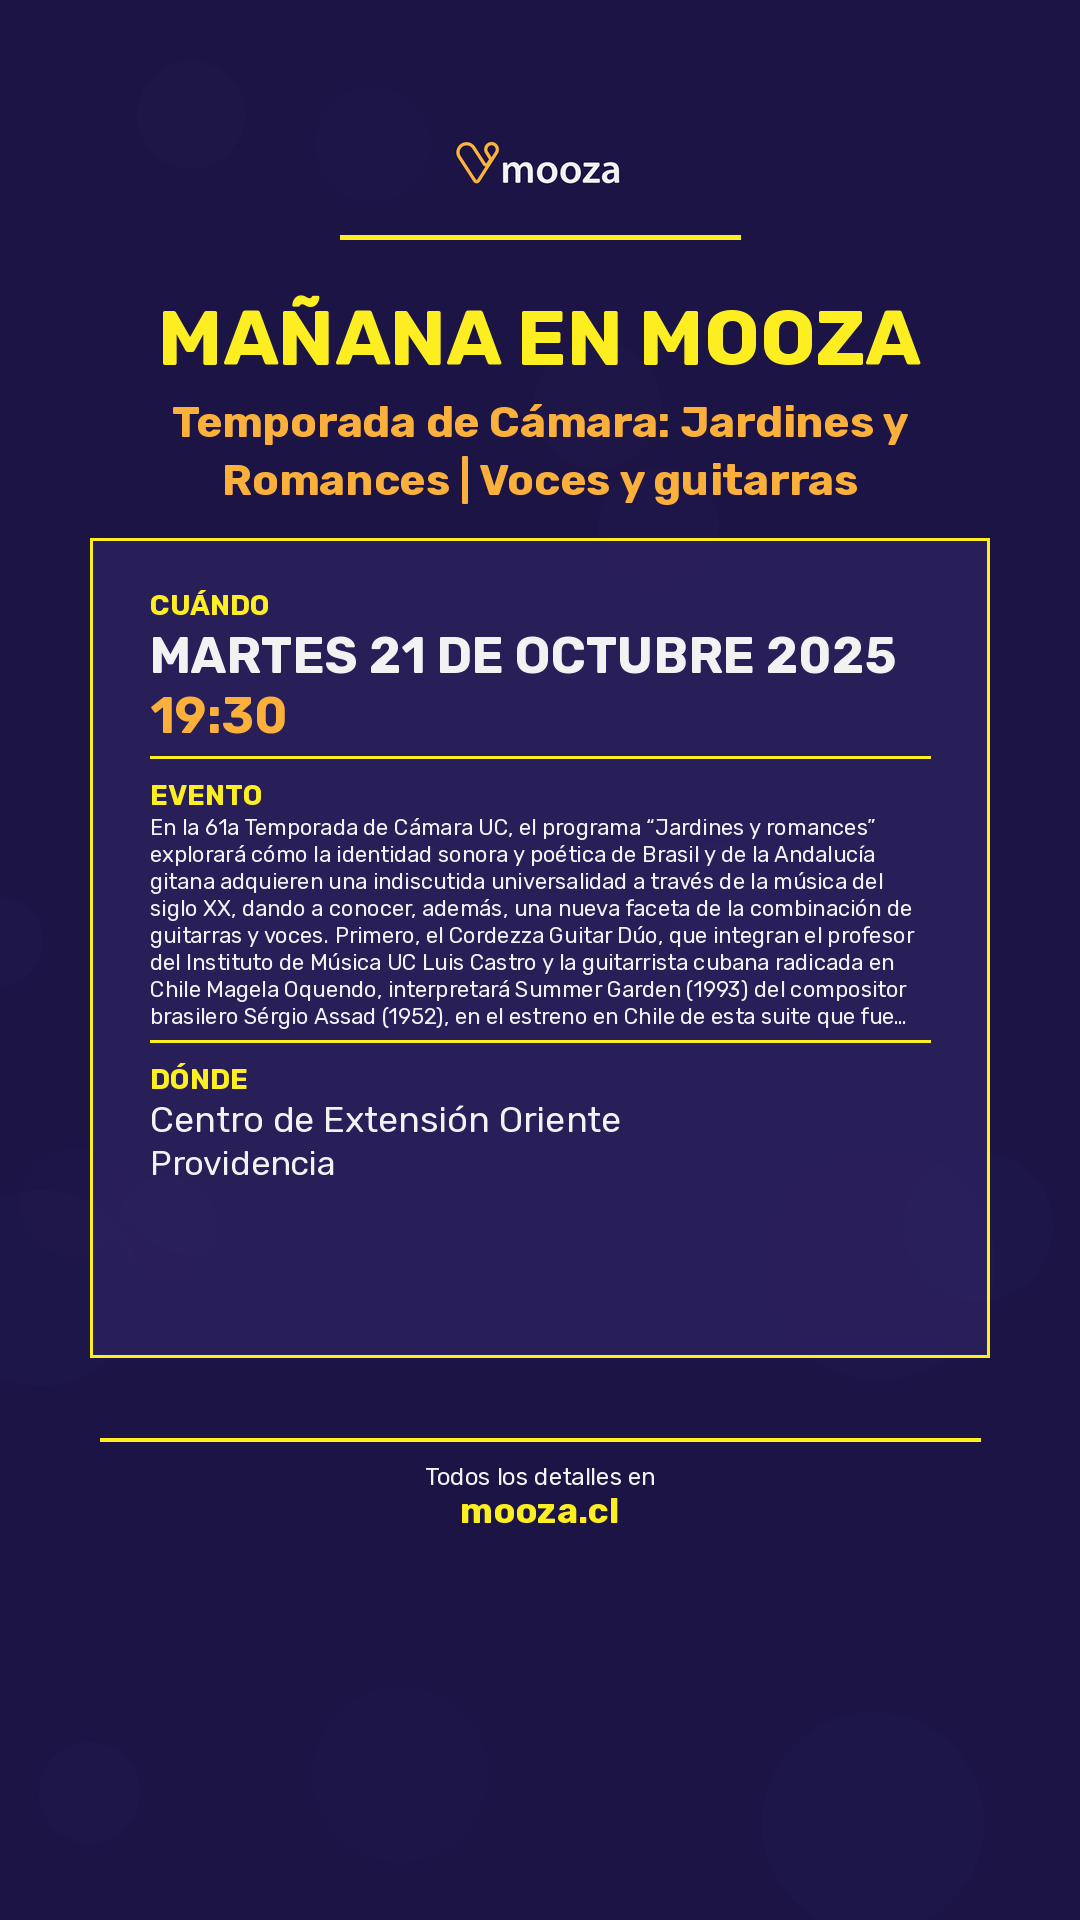 mooza
MAÑANA EN MOOZA
Temporada de Cámara: Jardines y
Romances | Voces y guitarras
CUÁNDO
MARTES 21 DE OCTUBRE 2025
19:30
EVENTO
En la 61a Temporada de Cámara UC, el programa “Jardines y romances”
explorará cómo la identidad sonora y poética de Brasil y de la Andalucía
gitana adquieren una indiscutida universalidad a través de la música del
siglo XX, dando a conocer, además, una nueva faceta de la combinación de
guitarras y voces. Primero, el Cordezza Guitar Dúo, que integran el profesor
del Instituto de Música UC Luis Castro y la guitarrista cubana radicada en
Chile Magela Oquendo, interpretará Summer Garden (1993) del compositor
brasilero Sérgio Assad (1952), en el estreno en Chile de esta suite que fue...
DÓNDE
Centro de Extensión Oriente
Providencia
Todos los detalles en
mooza.cl